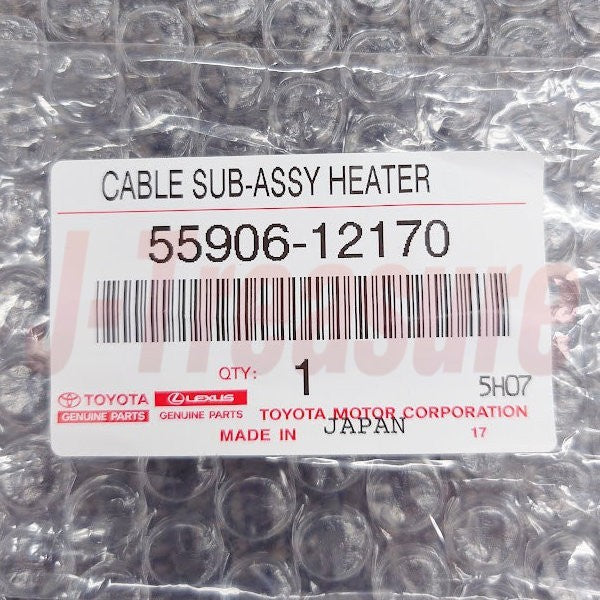 CABLE SUB-ASSY HEATER
55906-12170
J-Treasure
QTY: 1
5H07
TOYOTA LEXUS
GENUINE PARTS GENUINE PARTS TOYOTA MOTOR CORPORATION
MADE IN JAPAN 17